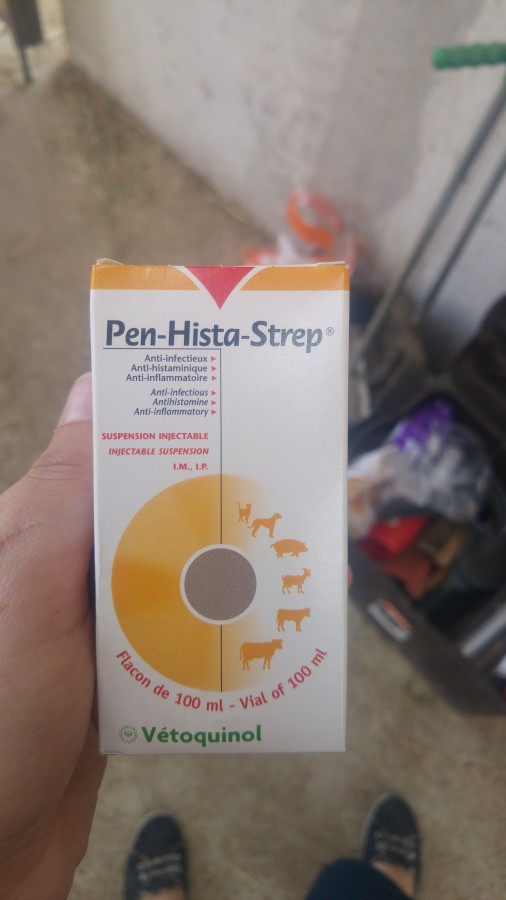 Pen-Hista-Strep®
Anti-infectieux
Anti-histaminique
Anti-inflammatoire
Anti-infectious
Antihistamine
Anti-inflammatory
SUSPENSION INJECTABLE
INJECTABLE SUSPENSION
I.M., I.P.
Flacon de 100 ml - Vial of 100 ml
Vétoquinol